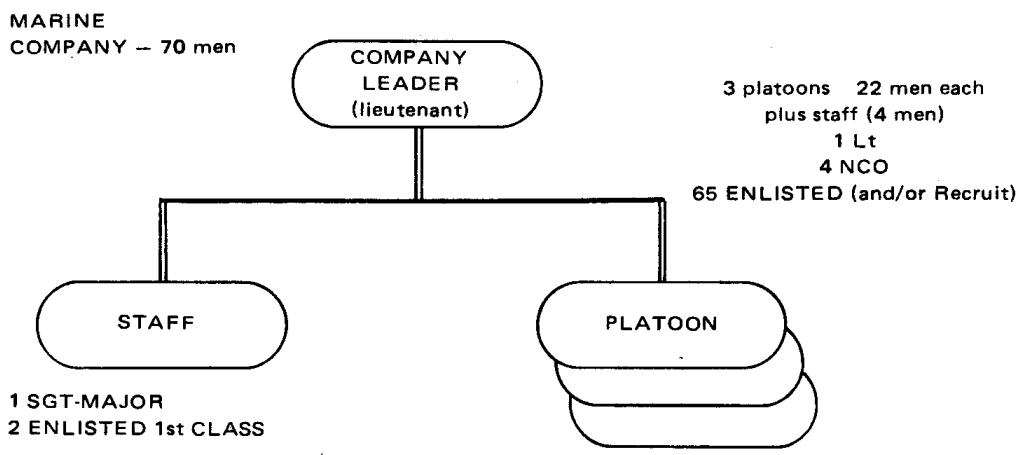 MARINE
COMPANY – 70 men
COMPANY
LEADER
(lieutenant)
3 platoons 22 men each
plus staff (4 men)
1 Lt
4 NCO
65 ENLISTED (and/or Recruit)
STAFF
PLATOON
1 SGT-MAJOR
2 ENLISTED 1st CLASS